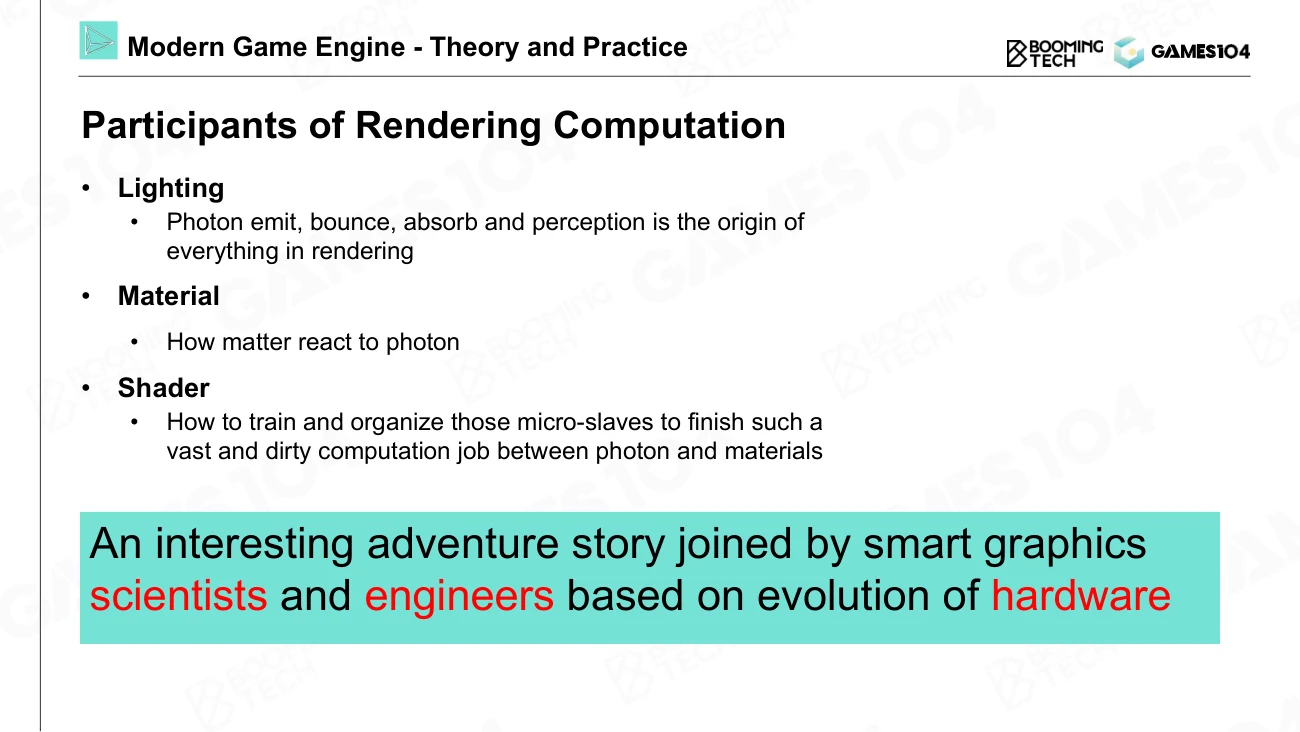 Modern Game Engine - Theory and Practice
BOOMING
TECH
GAMES104
Participants of Rendering Computation
• Lighting
• Photon emit, bounce, absorb and perception is the origin of
everything in rendering
• Material
• How matter react to photon
• Shader
• How to train and organize those micro-slaves to finish such a
vast and dirty computation job between photon and materials
An interesting adventure story joined by smart graphics
scientists and engineers based on evolution of hardware